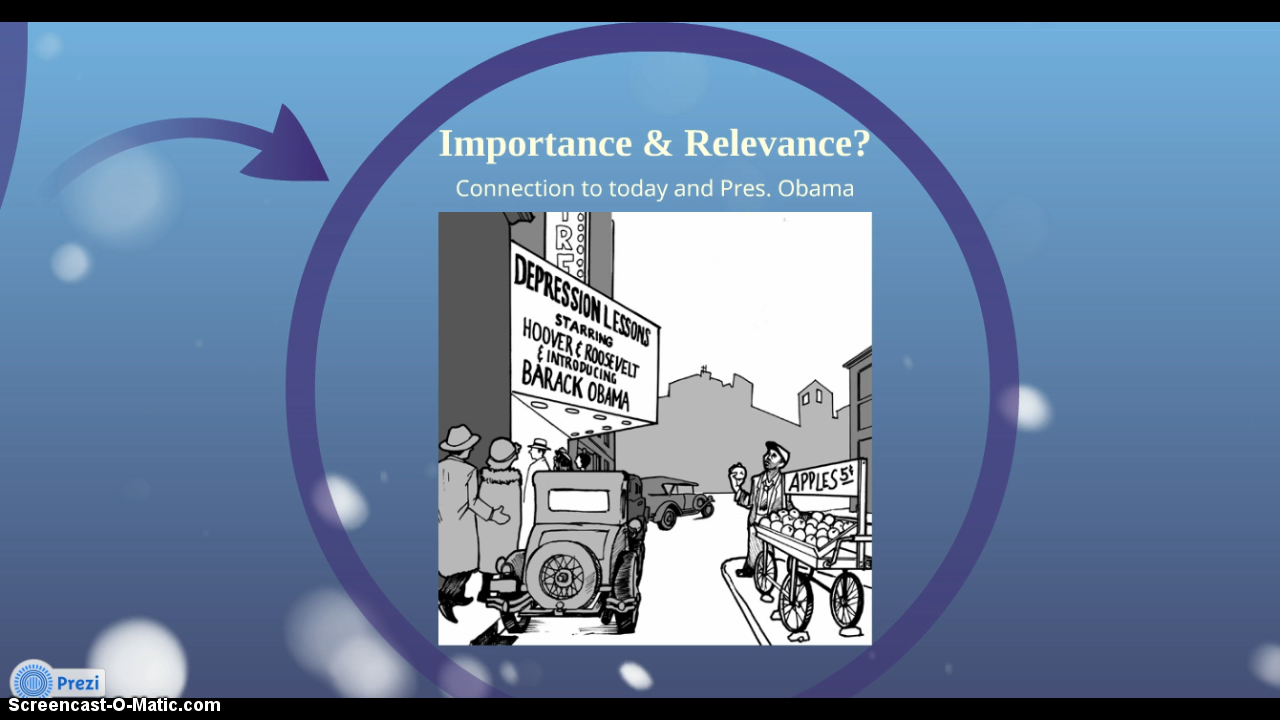 Importance & Relevance?
Connection to today and Pres. Obama
DEPRESSION LESSONS
STARRING
HOOVER & ROOSEVELT
& INTRODUCING
BARACK OBAMA
APPLES 5¢
Prezi
Screencast-O-Matic.com